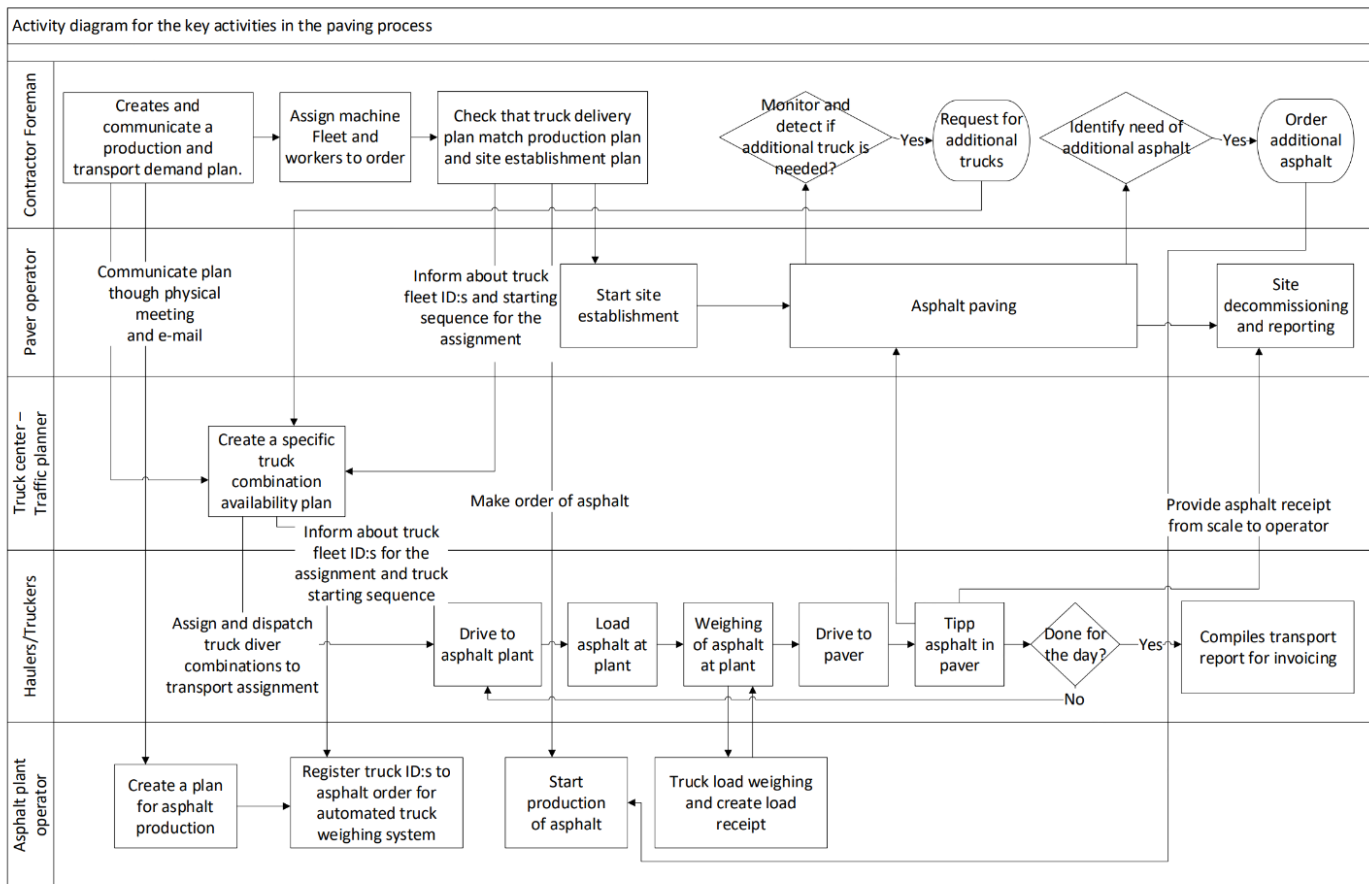 Activity diagram for the key activities in the paving process
Contractor Foreman
Creates and
communicate a
production and
transport demand plan.
Assign machine
Fleet and
workers to order
Check that truck delivery
plan match production plan
and site establishment plan
Monitor and
detect if
additional truck is
needed?
Yes
Request for
additional
trucks
Identify need of
additional asphalt
Yes
Order
additional
asphalt
Paver operator
Communicate plan
though physical
meeting
and e-mail
Inform about truck
fleet ID:s and starting
sequence for the
assignment
Start site
establishment
Asphalt paving
Site
decommissioning
and reporting
Truck center –
Traffic planner
Create a specific
truck
combination
availability plan
Make order of asphalt
Provide asphalt receipt
from scale to operator
Inform about truck
fleet ID:s for the
assignment and truck
starting sequence
Haulers/Truckers
Assign and dispatch
truck diver
combinations to
transport assignment
Drive to
asphalt plant
Load
asphalt at
plant
Weighing
of asphalt
at plant
Drive to
paver
Tipp
asphalt in
paver
Done for
the day?
Yes
No
Compiles transport
report for invoicing
Asphalt plant
operator
Create a plan
for asphalt
production
Register truck ID:s to
asphalt order for
automated truck
weighing system
Start
production
of asphalt
Truck load weighing
and create load
receipt